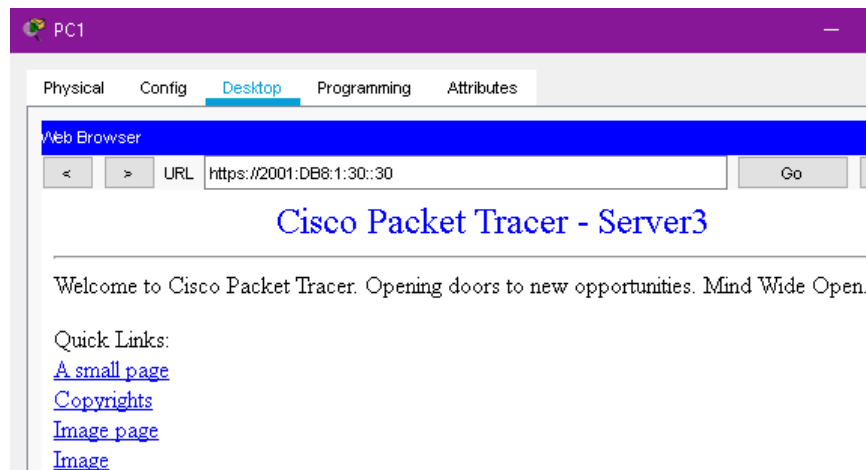 PC1
Physical Config Desktop Programming Attributes
Web Browser
< > URL https://2001:DB8:1:30::30 Go
Cisco Packet Tracer - Server3
Welcome to Cisco Packet Tracer. Opening doors to new opportunities. Mind Wide Open.
Quick Links:
A small page
Copyrights
Image page
Image